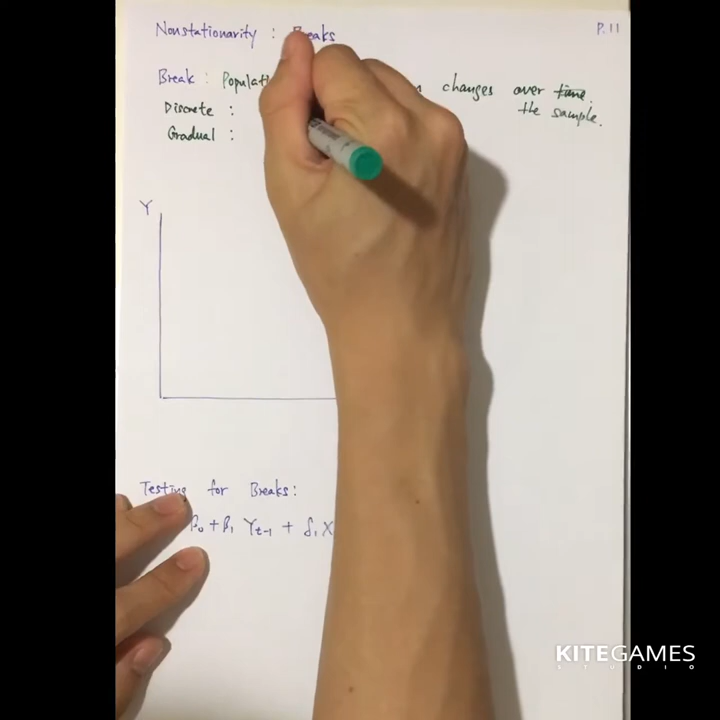 Nonstationarity : Breaks
P.11
Break : changes over time.
Discrete : the sample.
Gradual :
Y
Testing for Breaks:
β₀ + β₁ Yt-1 + δ₁ X
KITEGAMES
STUDIO